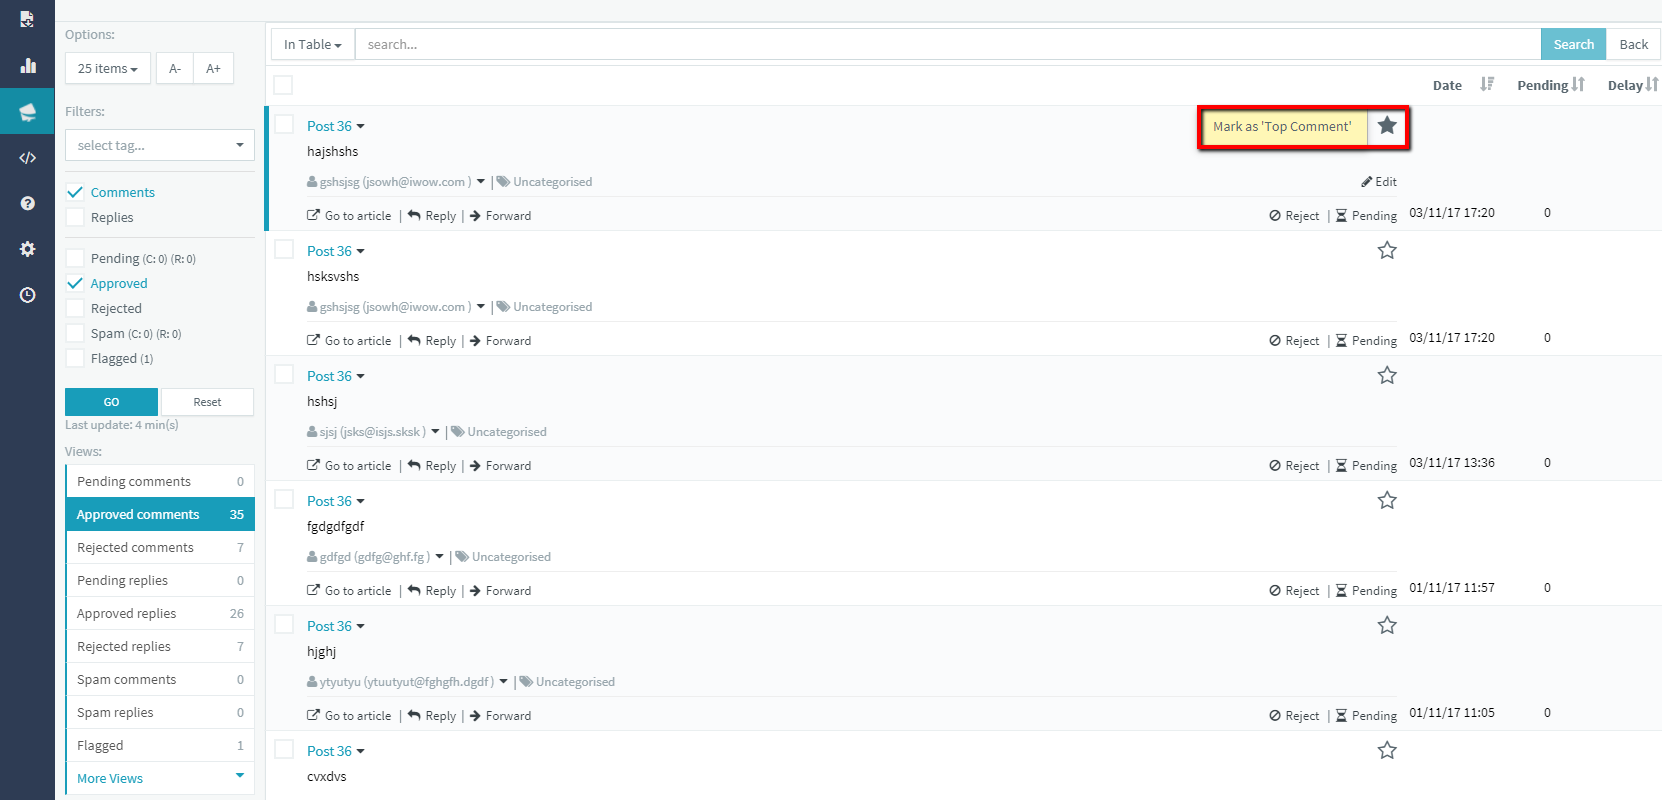 Options:
25 items
A-
A+
Filters:
select tag...
Comments
Replies
Pending (C: 0) (R: 0)
Approved
Rejected
Spam (C: 0) (R: 0)
Flagged (1)
GO
Reset
Last update: 4 min(s)
Views:
Pending comments 0
Approved comments 35
Rejected comments 7
Pending replies 0
Approved replies 26
Rejected replies 7
Spam comments 0
Spam replies 0
Flagged 1
More Views
In Table
search...
Search
Back
Date Pending Delay
Post 36
Mark as 'Top Comment'
hajshshs
gshsjsg (jsowh@iwow.com ) | Uncategorised
Edit
Go to article | Reply | Forward
Reject | Pending
03/11/17 17:20 0
Post 36
hsksvshs
gshsjsg (jsowh@iwow.com ) | Uncategorised
Go to article | Reply | Forward
Reject | Pending
03/11/17 17:20 0
Post 36
hshsj
sjsj (jsks@isjs.sksk ) | Uncategorised
Go to article | Reply | Forward
Reject | Pending
03/11/17 13:36 0
Post 36
fgdgdfgdf
gdfgd (gdfg@ghf.fg ) | Uncategorised
Go to article | Reply | Forward
Reject | Pending
01/11/17 11:57 0
Post 36
hjghj
ytyutyu (ytuutyut@fghgfh.dgdf ) | Uncategorised
Go to article | Reply | Forward
Reject | Pending
01/11/17 11:05 0
Post 36
cvxdvs